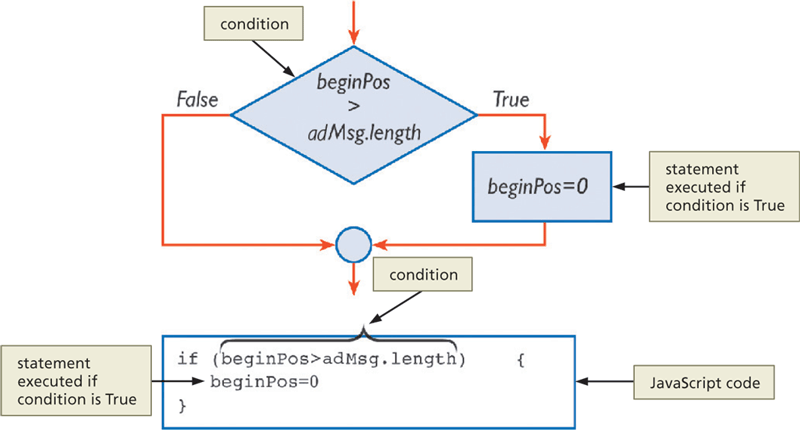 condition
beginPos
>
adMsg.length
False
True
beginPos=0
statement
executed if
condition is True
condition
if (beginPos>adMsg.length) {
beginPos=0
}
statement
executed if
condition is True
JavaScript code